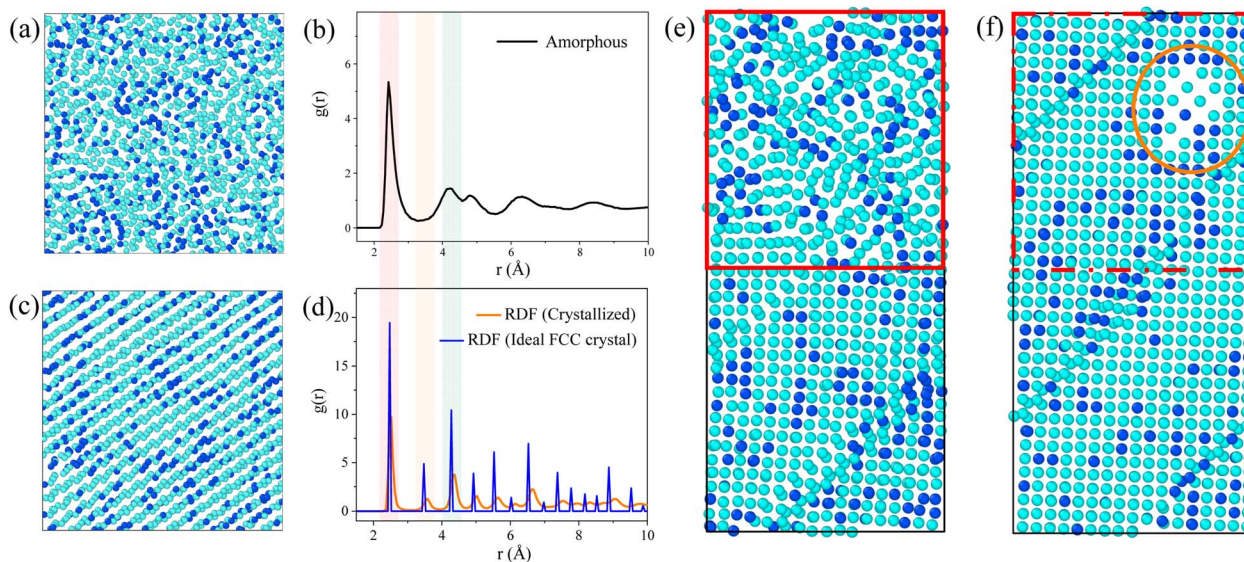 (a)
(b)
Amorphous
6
4
2
0
g(r)
2
4
6
8
10
r (Å)
(c)
(d)
RDF (Crystallized)
RDF (Ideal FCC crystal)
20
15
10
5
0
g(r)
2
4
6
8
10
r (Å)
(e)
(f)